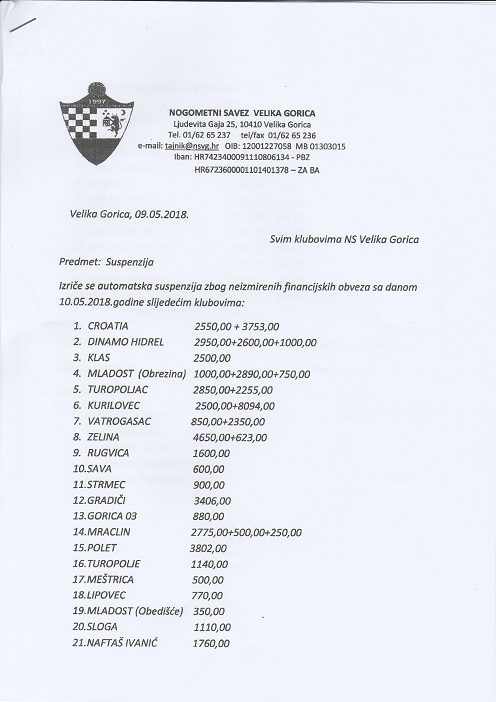 1997
NOGOMETNI SAVEZ VELIKA GORICA
Ljudevita Gaja 25, 10410 Velika Gorica
Tel. 01/62 65 237 tel/fax 01/62 65 236
e-mail: tajnik@nsvg.hr OIB: 12001227058 MB 01303015
Iban: HR7423400091110806134 - PBZ
HR6723600001101401378 – ZA BA
Velika Gorica, 09.05.2018.
Svim klubovima NS Velika Gorica
Predmet: Suspenzija
Izriče se automatska suspenzija zbog neizmirenih financijskih obveza sa danom
10.05.2018.godine slijedećim klubovima:
1. CROATIA 2550,00 + 3753,00
2. DINAMO HIDREL 2950,00+2600,00+1000,00
3. KLAS 2500,00
4. MLADOST (Obrezina) 1000,00+2890,00+750,00
5. TUROPOLJAC 2850,00+2255,00
6. KURILOVEC 2500,00+8094,00
7. VATROGASAC 850,00+2350,00
8. ZELINA 4650,00+623,00
9. RUGVICA 1600,00
10.SAVA 600,00
11.STRMEC 900,00
12.GRADIČI 3406,00
13.GORICA 03 880,00
14.MRACLIN 2775,00+500,00+250,00
15.POLET 3802,00
16.TUROPOLJE 1140,00
17.MEŠTRICA 500,00
18.LIPOVEC 770,00
19.MLADOST (Obedišće) 350,00
20.SLOGA 1110,00
21.NAFTAŠ IVANIĆ 1760,00